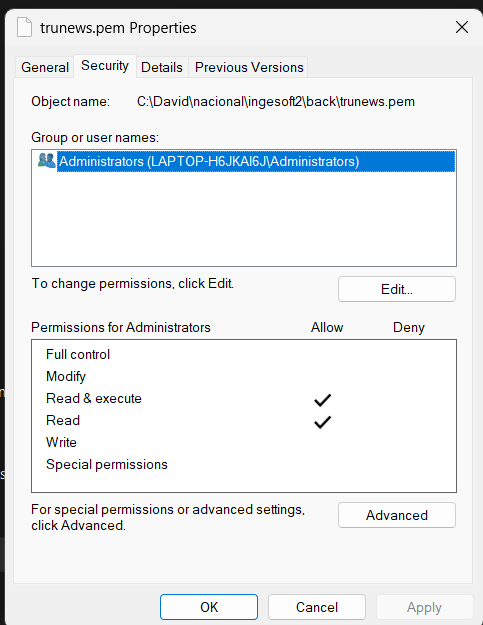 trunews.pem Properties
General Security Details Previous Versions
Object name: C:\David\nacional\ingesoft2\back\trunews.pem
Group or user names:
Administrators (LAPTOP-H6JKAI6J\Administrators)
To change permissions, click Edit.
Edit...
Permissions for Administrators Allow Deny
Full control
Modify
Read & execute
Read
Write
Special permissions
For special permissions or advanced settings,
click Advanced.
Advanced
OK Cancel Apply